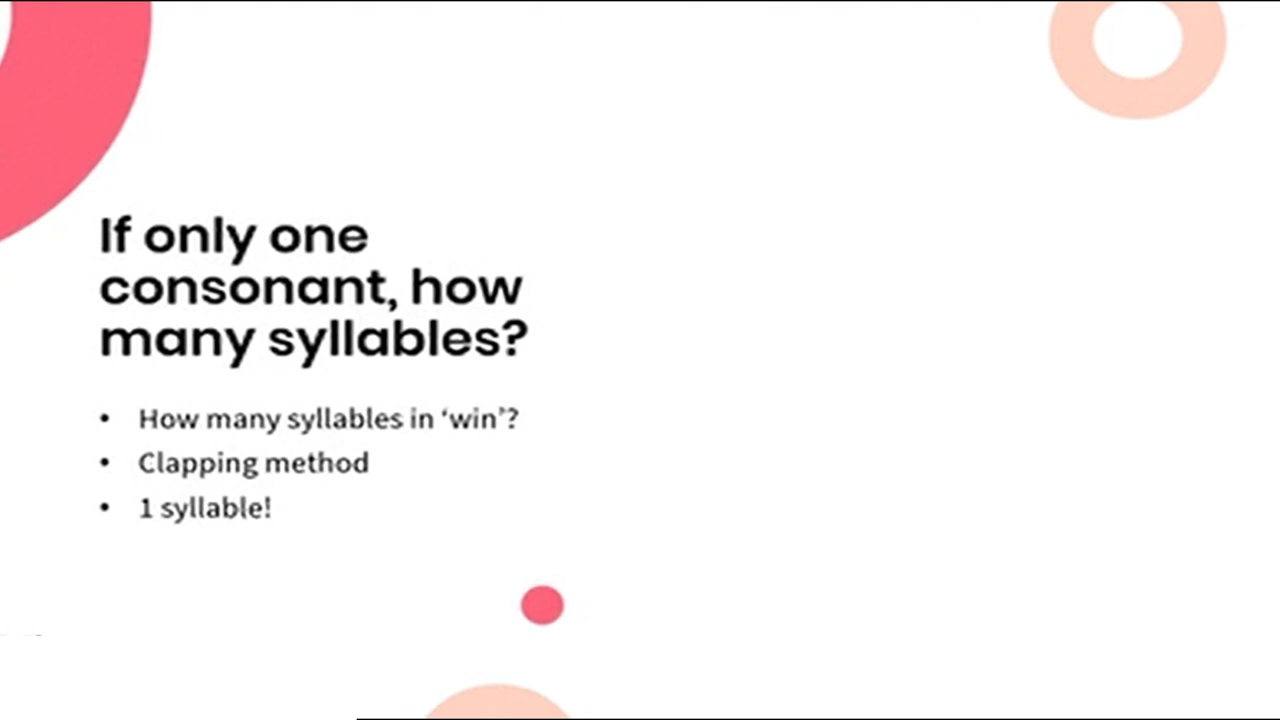 If only one
consonant, how
many syllables?
• How many syllables in ‘win’?
• Clapping method
• 1 syllable!